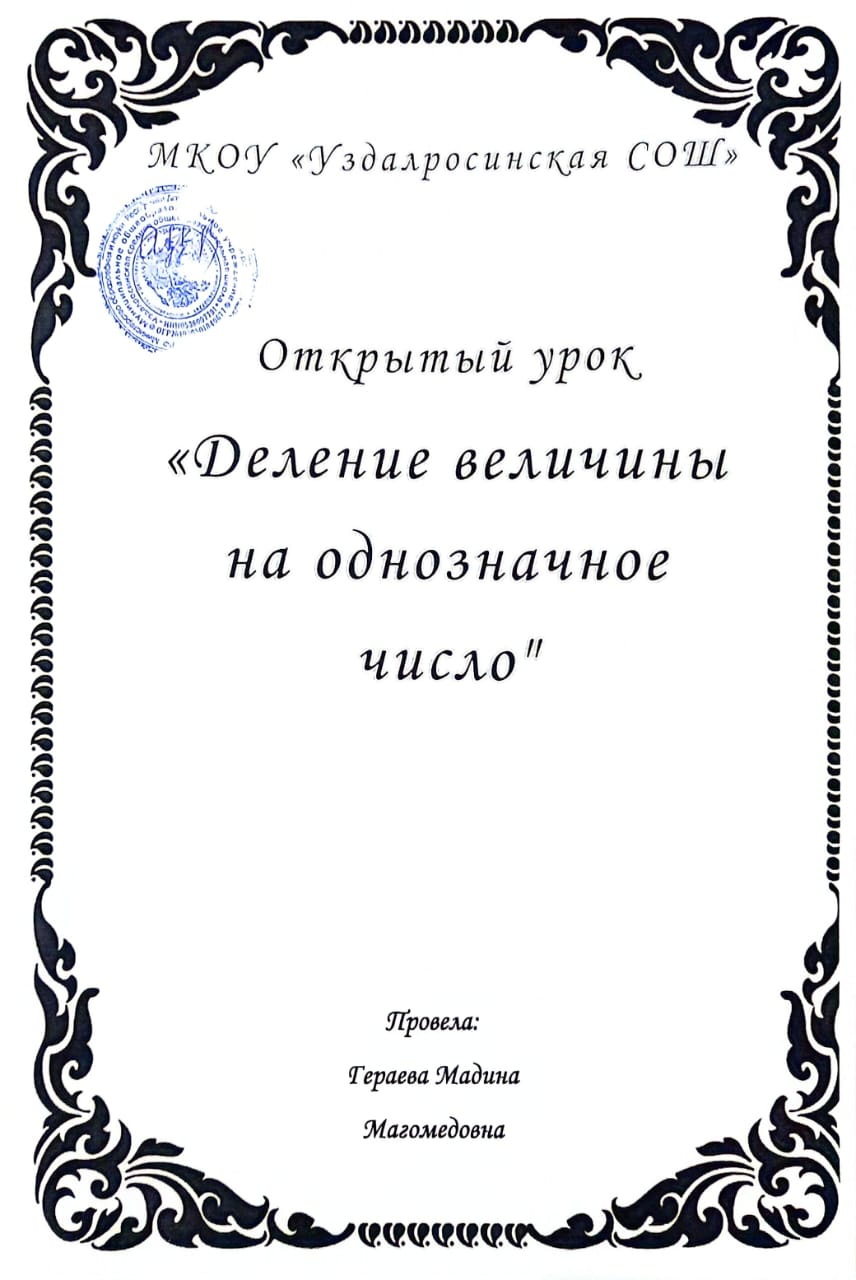 МКОУ «Уздалросинская СОШ»
Открытый урок
«Деление величины
на однозначное
число"
Провела:
Гераева Мадина
Магомедовна